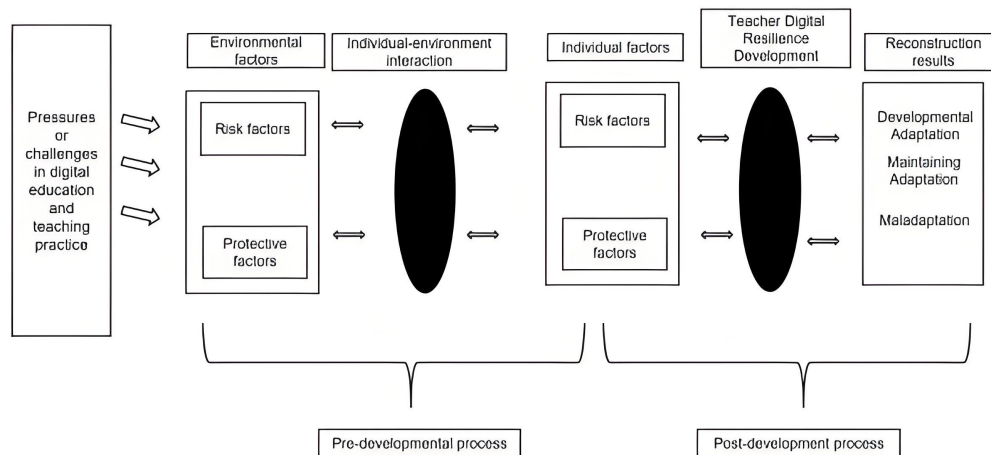 Pressures
or
challenges
in digital
education
and
teaching
practice
Environmental
factors
Risk factors
Protective
factors
Individual-environment
interaction
Individual factors
Risk factors
Protective
factors
Teacher Digital
Resilience
Development
Reconstruction
results
Developmental
Adaptation
Maintaining
Adaptation
Maladaptation
Pre-developmental process
Post-development process